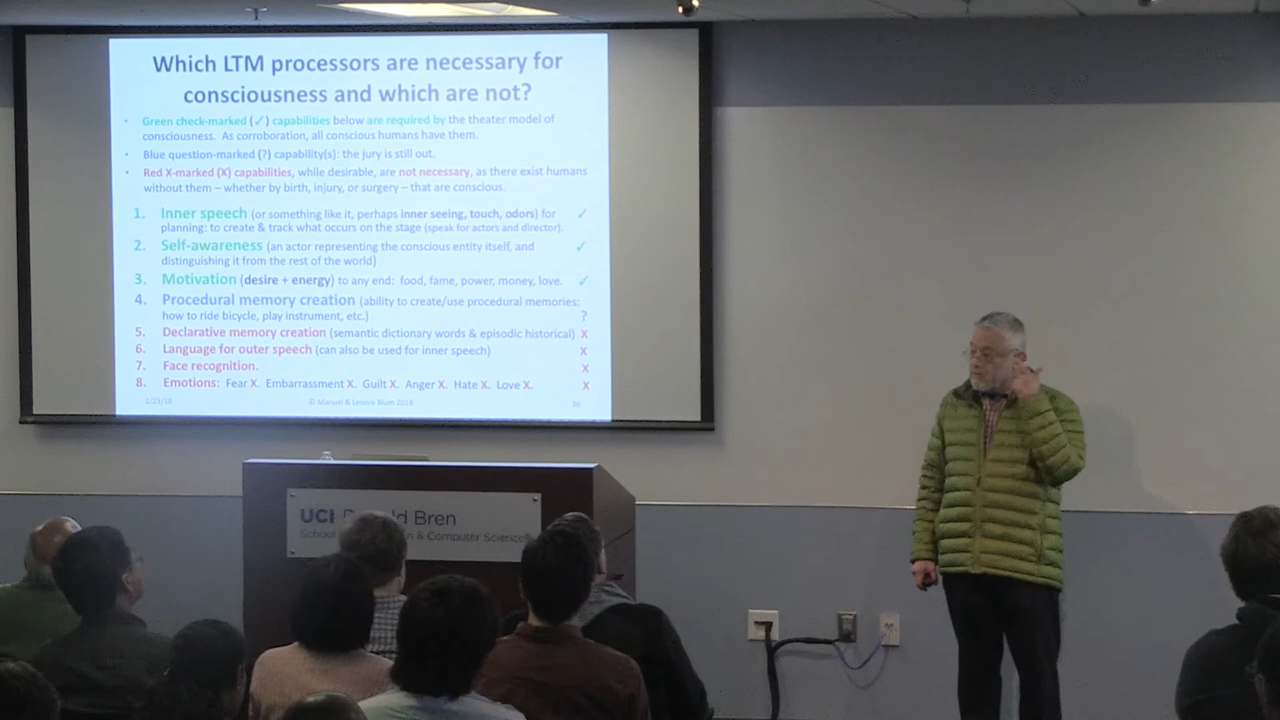 Which LTM processors are necessary for
consciousness and which are not?
• Green check-marked (✓) capabilities below are required by the theater model of
consciousness. As corroboration, all conscious humans have them.
• Blue question-marked (?) capability(s): the jury is still out.
• Red X-marked (X) capabilities, while desirable, are not necessary, as there exist humans
without them – whether by birth, injury, or surgery – that are conscious.
1. Inner speech (or something like it, perhaps inner seeing, touch, odors) for ✓
planning: to create & track what occurs on the stage (speak for actors and director).
2. Self-awareness (an actor representing the conscious entity itself, and ✓
distinguishing it from the rest of the world)
3. Motivation (desire + energy) to any end: food, fame, power, money, love. ✓
4. Procedural memory creation (ability to create/use procedural memories:
how to ride bicycle, play instrument, etc.) ?
5. Declarative memory creation (semantic dictionary words & episodic historical) X
6. Language for outer speech (can also be used for inner speech) X
7. Face recognition. X
8. Emotions: Fear X. Embarrassment X. Guilt X. Anger X. Hate X. Love X. X
1/23/18 © Manuel & Lenore Blum 2018 36
UCI Bren
School & Computer Sciences